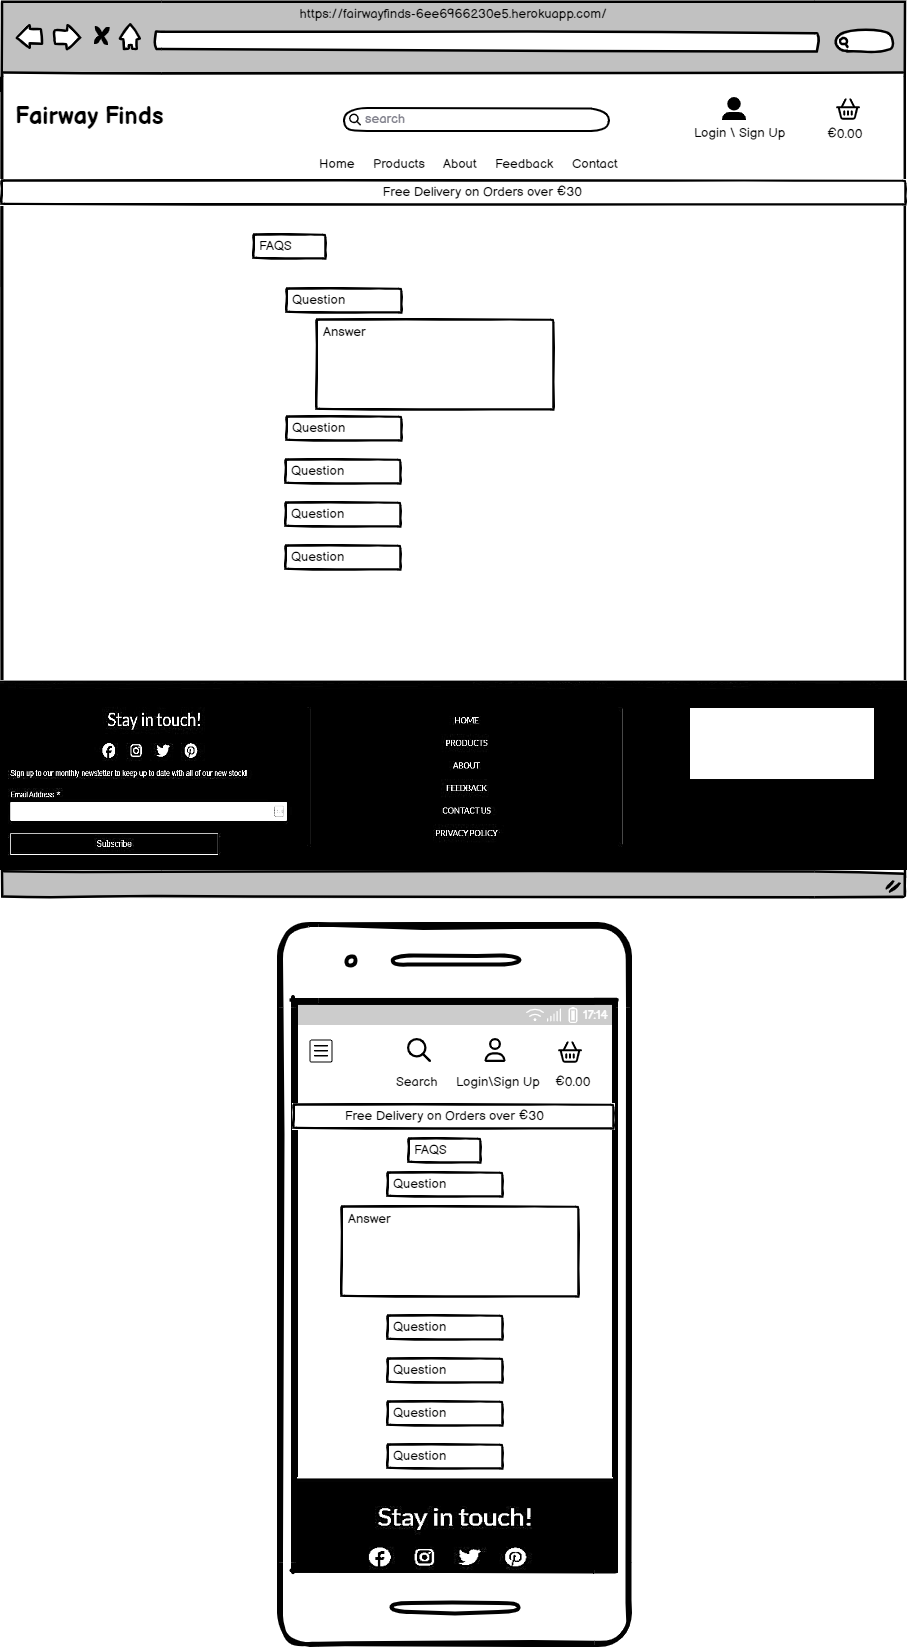 https://fairwayfinds-6ee6966230e5.herokuapp.com/
Fairway Finds
search
Login \ Sign Up
€0.00
Home Products About Feedback Contact
Free Delivery on Orders over €30
FAQS
Question
Answer
Question
Question
Question
Question
Stay in touch!
Sign up to our monthly newsletter to keep up to date with all of our new stock!
Email Address *
Subscribe
HOME
PRODUCTS
ABOUT
FEEDBACK
CONTACT US
PRIVACY POLICY
17:14
Search Login\Sign Up €0.00
Free Delivery on Orders over €30
FAQS
Question
Answer
Question
Question
Question
Question
Stay in touch!